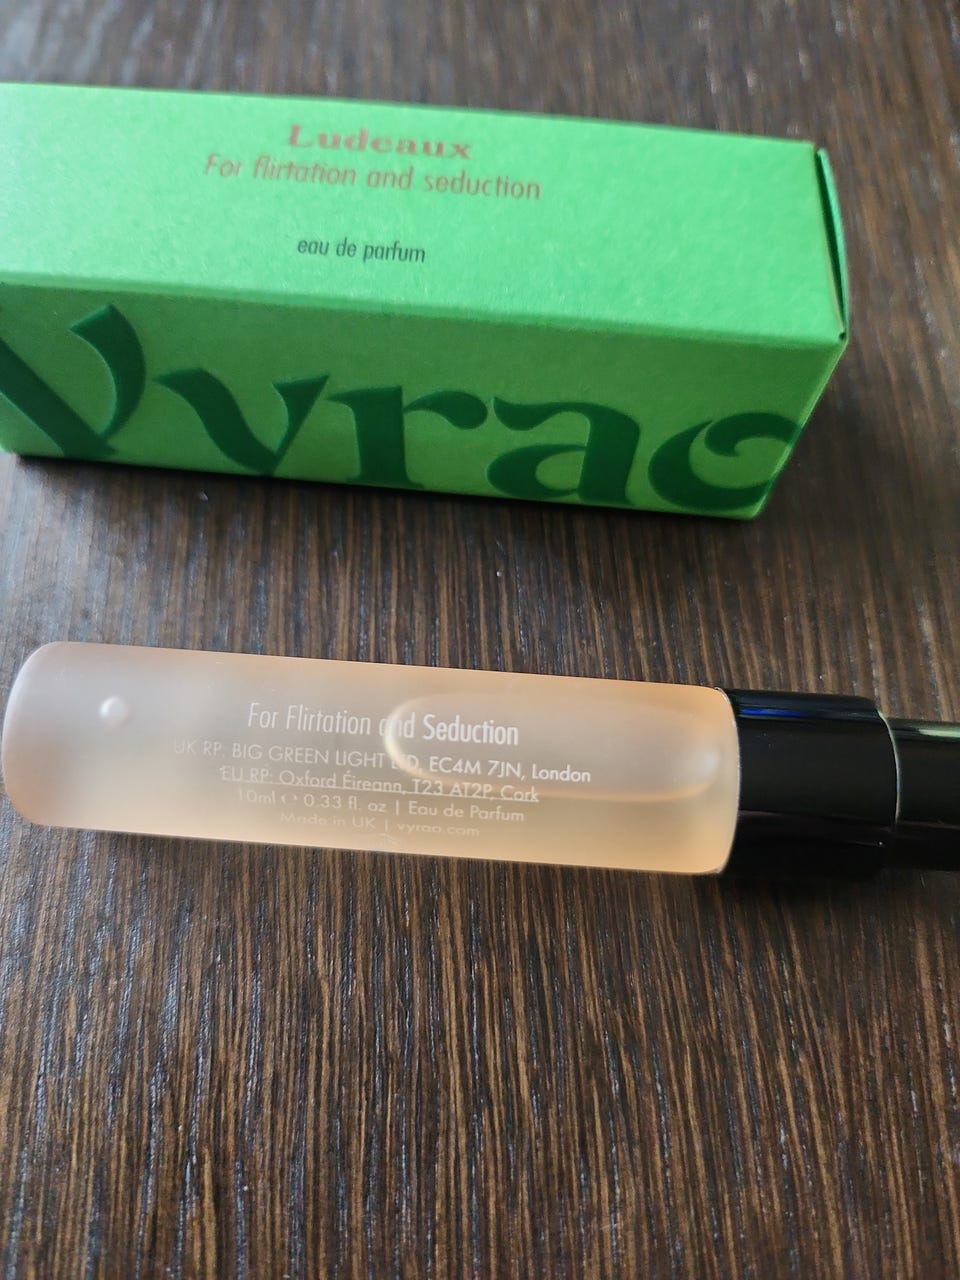 Ludeaux
For flirtation and seduction
eau de parfum
Vyrao
For Flirtation and Seduction
UK RP: BIG GREEN LIGHT LTD, EC4M 7JN, London
EU RP: Oxford Éireann, T23 AT2P, Cork
10ml e 0.33 fl. oz | Eau de Parfum
Made in UK | vyrao.com